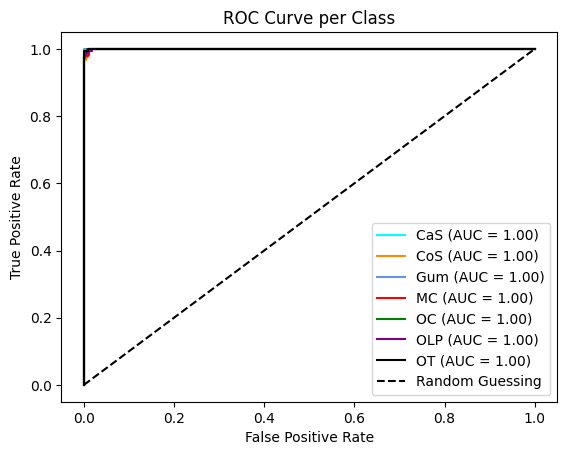 ROC Curve per Class
True Positive Rate
1.0
0.8
0.6
0.4
0.2
0.0
CaS (AUC = 1.00)
CoS (AUC = 1.00)
Gum (AUC = 1.00)
MC (AUC = 1.00)
OC (AUC = 1.00)
OLP (AUC = 1.00)
OT (AUC = 1.00)
Random Guessing
0.0 0.2 0.4 0.6 0.8 1.0
False Positive Rate